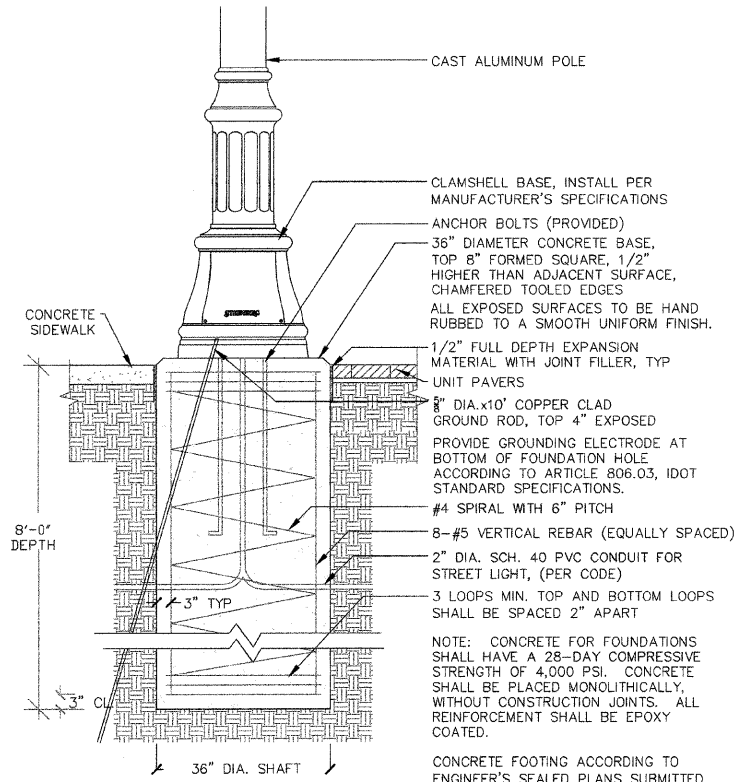 CAST ALUMINUM POLE
CLAMSHELL BASE, INSTALL PER
MANUFACTURER'S SPECIFICATIONS
ANCHOR BOLTS (PROVIDED)
36" DIAMETER CONCRETE BASE,
TOP 8" FORMED SQUARE, 1/2"
HIGHER THAN ADJACENT SURFACE,
CHAMFERED TOOLED EDGES
ALL EXPOSED SURFACES TO BE HAND
RUBBED TO A SMOOTH UNIFORM FINISH.
CONCRETE
SIDEWALK
1/2" FULL DEPTH EXPANSION
MATERIAL WITH JOINT FILLER, TYP
UNIT PAVERS
5/8" DIA.x10' COPPER CLAD
GROUND ROD, TOP 4" EXPOSED
PROVIDE GROUNDING ELECTRODE AT
BOTTOM OF FOUNDATION HOLE
ACCORDING TO ARTICLE 806.03, IDOT
STANDARD SPECIFICATIONS.
#4 SPIRAL WITH 6" PITCH
8-#5 VERTICAL REBAR (EQUALLY SPACED)
8'-0"
DEPTH
2" DIA. SCH. 40 PVC CONDUIT FOR
STREET LIGHT, (PER CODE)
3" TYP
3 LOOPS MIN. TOP AND BOTTOM LOOPS
SHALL BE SPACED 2" APART
NOTE: CONCRETE FOR FOUNDATIONS
SHALL HAVE A 28-DAY COMPRESSIVE
STRENGTH OF 4,000 PSI. CONCRETE
SHALL BE PLACED MONOLITHICALLY,
WITHOUT CONSTRUCTION JOINTS. ALL
REINFORCEMENT SHALL BE EPOXY
COATED.
3" CL.
36" DIA. SHAFT
CONCRETE FOOTING ACCORDING TO
ENGINEER'S SEALED PLANS SUBMITTED